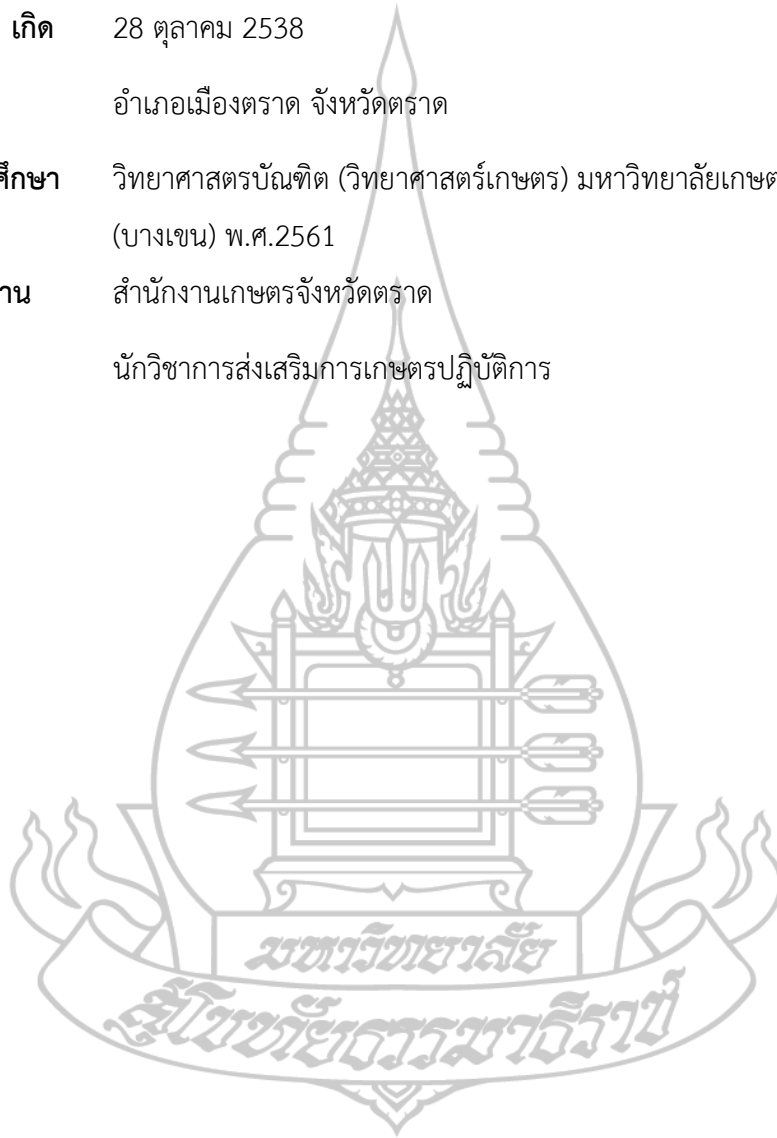 เกิด 28 ตุลาคม 2538
อำเภอเมืองตราด จังหวัดตราด
ศึกษา วิทยาศาสตรบัณฑิต (วิทยาศาสตร์เกษตร) มหาวิทยาลัยเกษต
(บางเขน) พ.ศ.2561
าน สำนักงานเกษตรจังหวัดตราด
นักวิชาการส่งเสริมการเกษตรปฏิบัติการ
มหาวิทยาลัย
สุโขทัยธรรมาธิราช